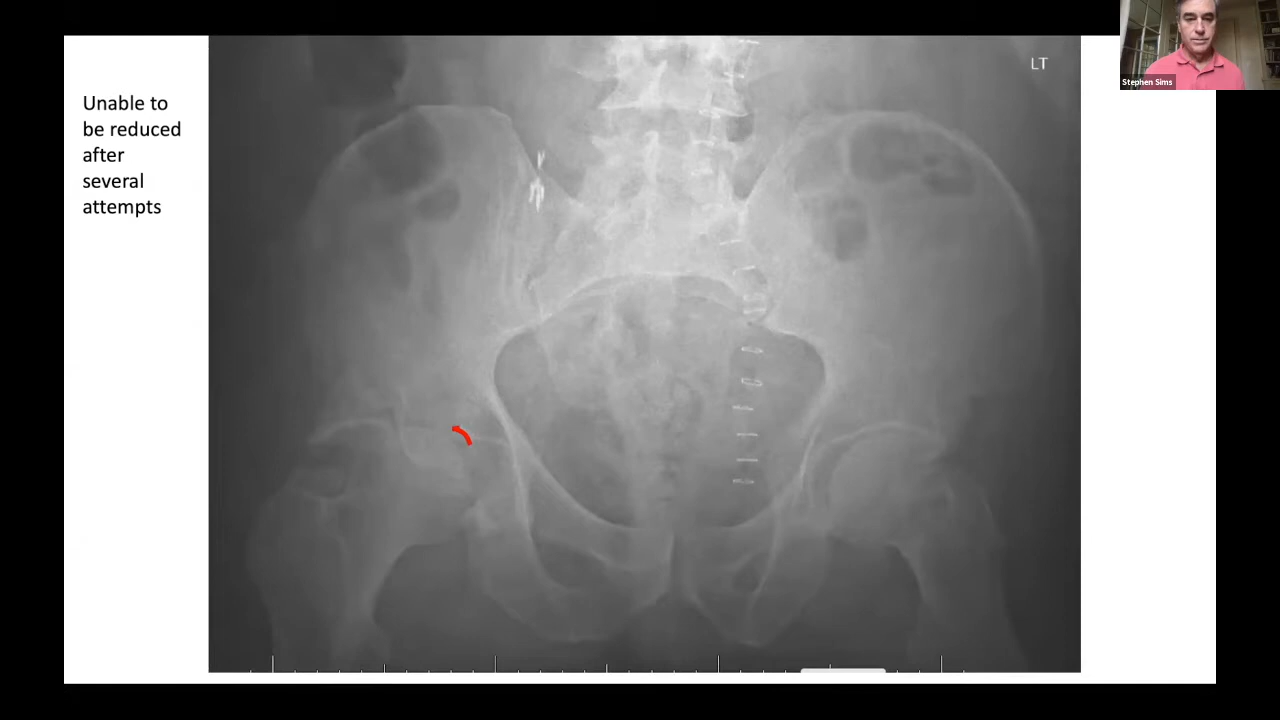 Unable to
be reduced
after
several
attempts
LT
Stephen Sims